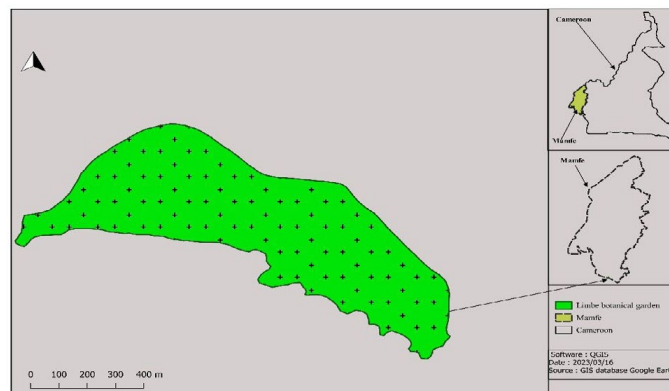 Cameroon
Mamfe
Mamfe
Limbe botanical garden
Mamfe
Cameroon
Software : QGIS
Date : 2023/03/16
Source : GIS database Google Ear
0 100 200 300 400 m